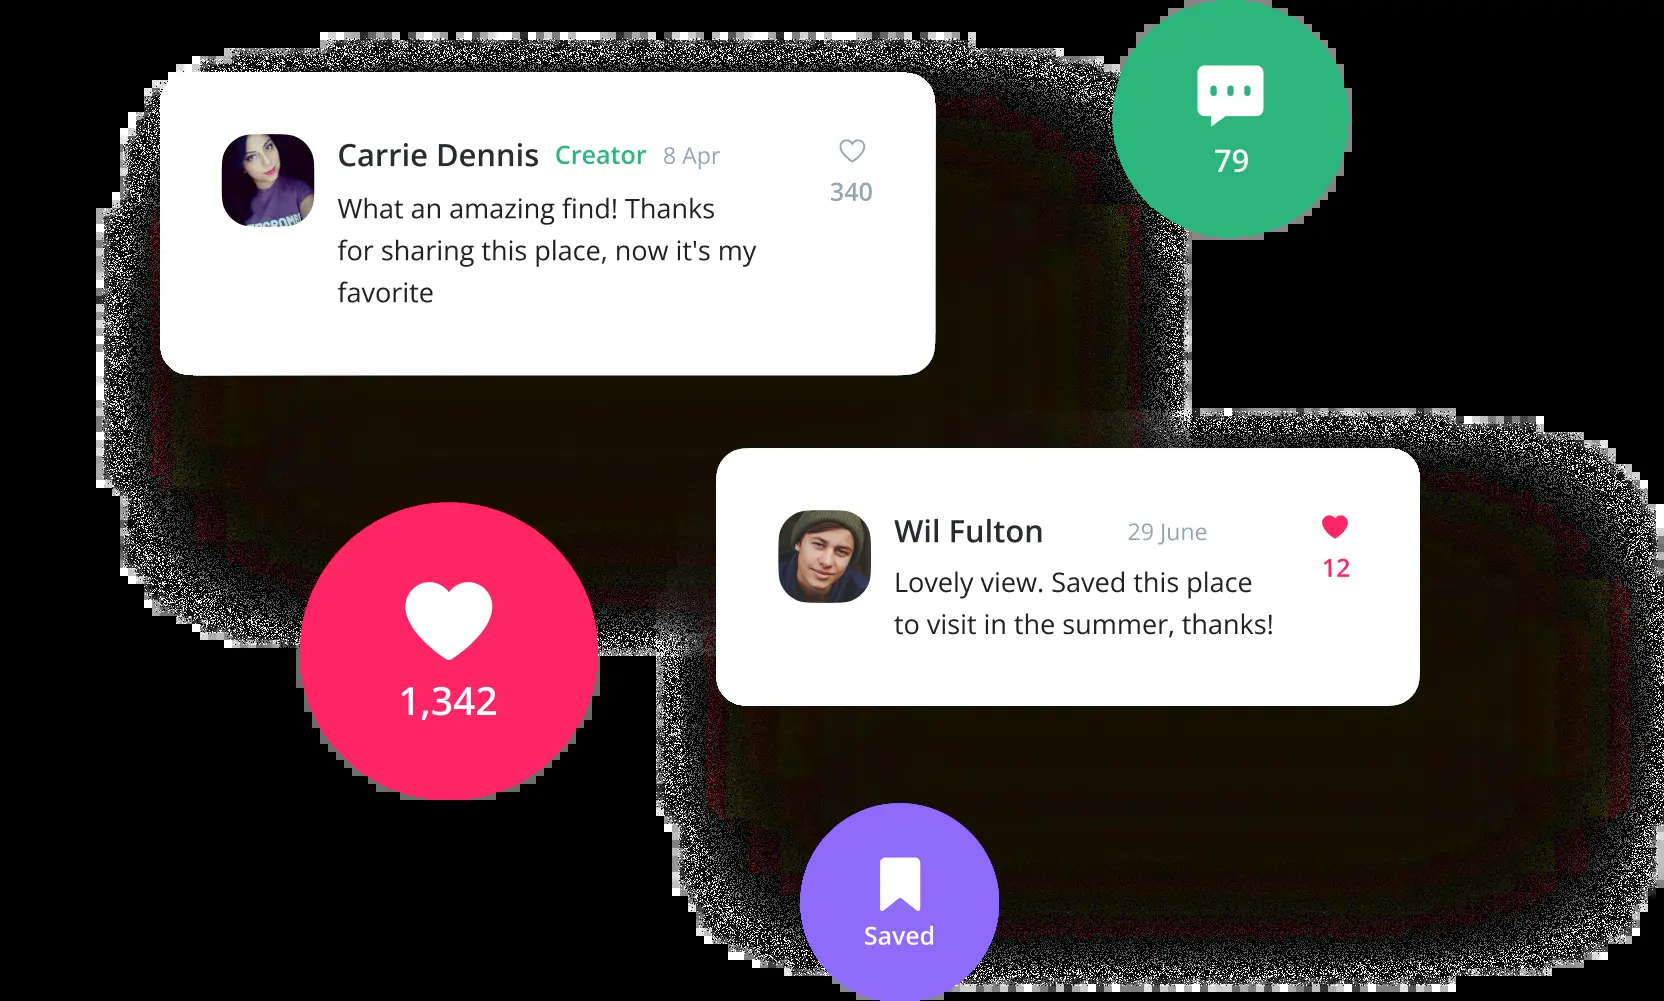 79
Carrie Dennis Creator 8 Apr
340
What an amazing find! Thanks
for sharing this place, now it's my
favorite
Wil Fulton 29 June
12
Lovely view. Saved this place
to visit in the summer, thanks!
1,342
Saved